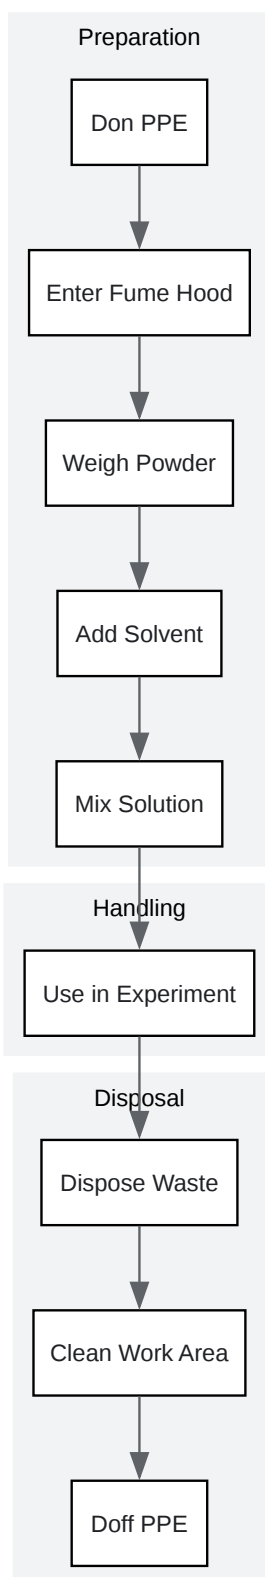 Preparation
Don PPE
Enter Fume Hood
Weigh Powder
Add Solvent
Mix Solution
Handling
Use in Experiment
Disposal
Dispose Waste
Clean Work Area
Doff PPE